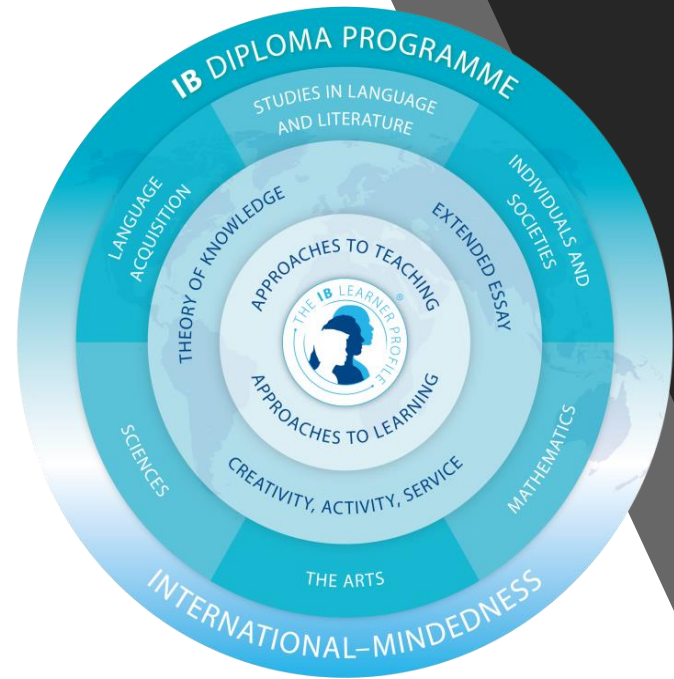 IB DIPLOMA PROGRAMME
STUDIES IN LANGUAGE
AND LITERATURE
LANGUAGE
ACQUISITION
INDIVIDUALS AND
SOCIETIES
THEORY OF KNOWLEDGE
EXTENDED ESSAY
APPROACHES TO TEACHING
THE IB LEARNER PROFILE®
APPROACHES TO LEARNING
SCIENCES
MATHEMATICS
CREATIVITY, ACTIVITY, SERVICE
THE ARTS
INTERNATIONAL–MINDEDNESS